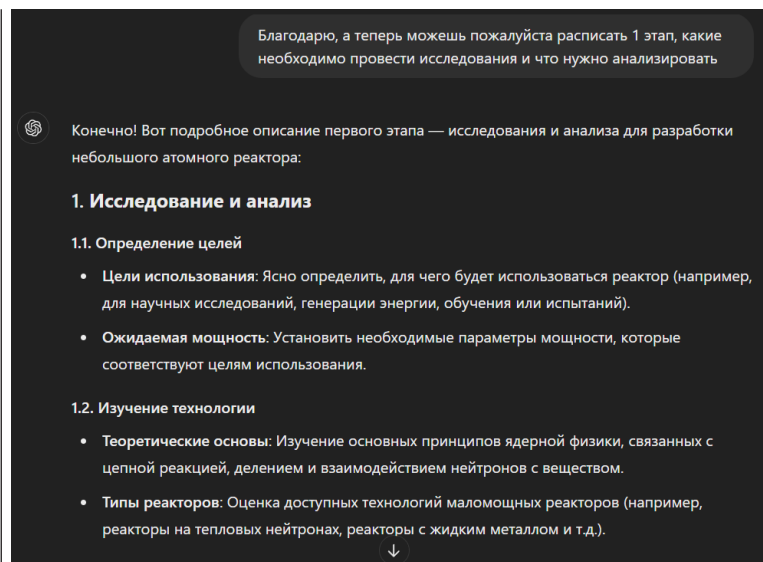 Благодарю, а теперь можешь пожалуйста расписать 1 этап, какие
необходимо провести исследования и что нужно анализировать
Конечно! Вот подробное описание первого этапа — исследования и анализа для разработки
небольшого атомного реактора:
1. Исследование и анализ
1.1. Определение целей
• Цели использования: Ясно определить, для чего будет использоваться реактор (например,
для научных исследований, генерации энергии, обучения или испытаний).
• Ожидаемая мощность: Установить необходимые параметры мощности, которые
соответствуют целям использования.
1.2. Изучение технологии
• Теоретические основы: Изучение основных принципов ядерной физики, связанных с
цепной реакцией, делением и взаимодействием нейтронов с веществом.
• Типы реакторов: Оценка доступных технологий маломощных реакторов (например,
реакторы на тепловых нейтронах, реакторы с жидким металлом и т.д.).